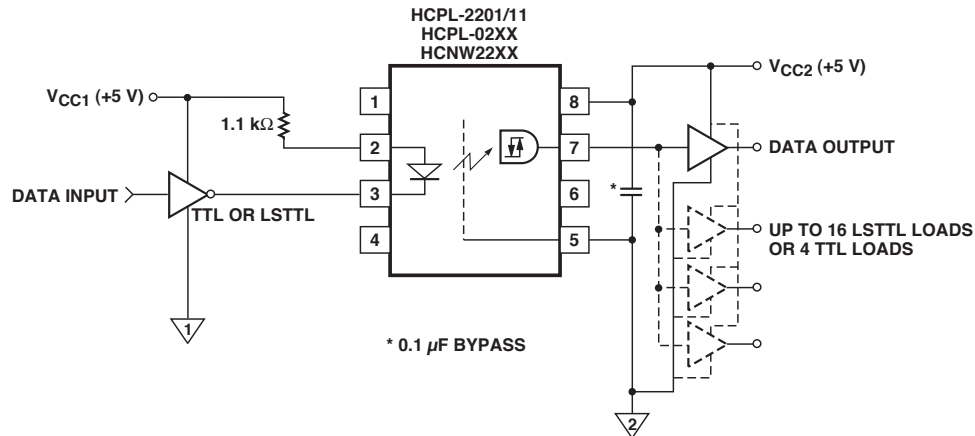 HCPL-2201/11
HCPL-02XX
HCNW22XX
VCC1 (+5 V)
1.1 kΩ
DATA INPUT
TTL OR LSTTL
1
2
3
4
8
7
6
5
*
VCC2 (+5 V)
DATA OUTPUT
UP TO 16 LSTTL LOADS
OR 4 TTL LOADS
* 0.1 µF BYPASS
1
2